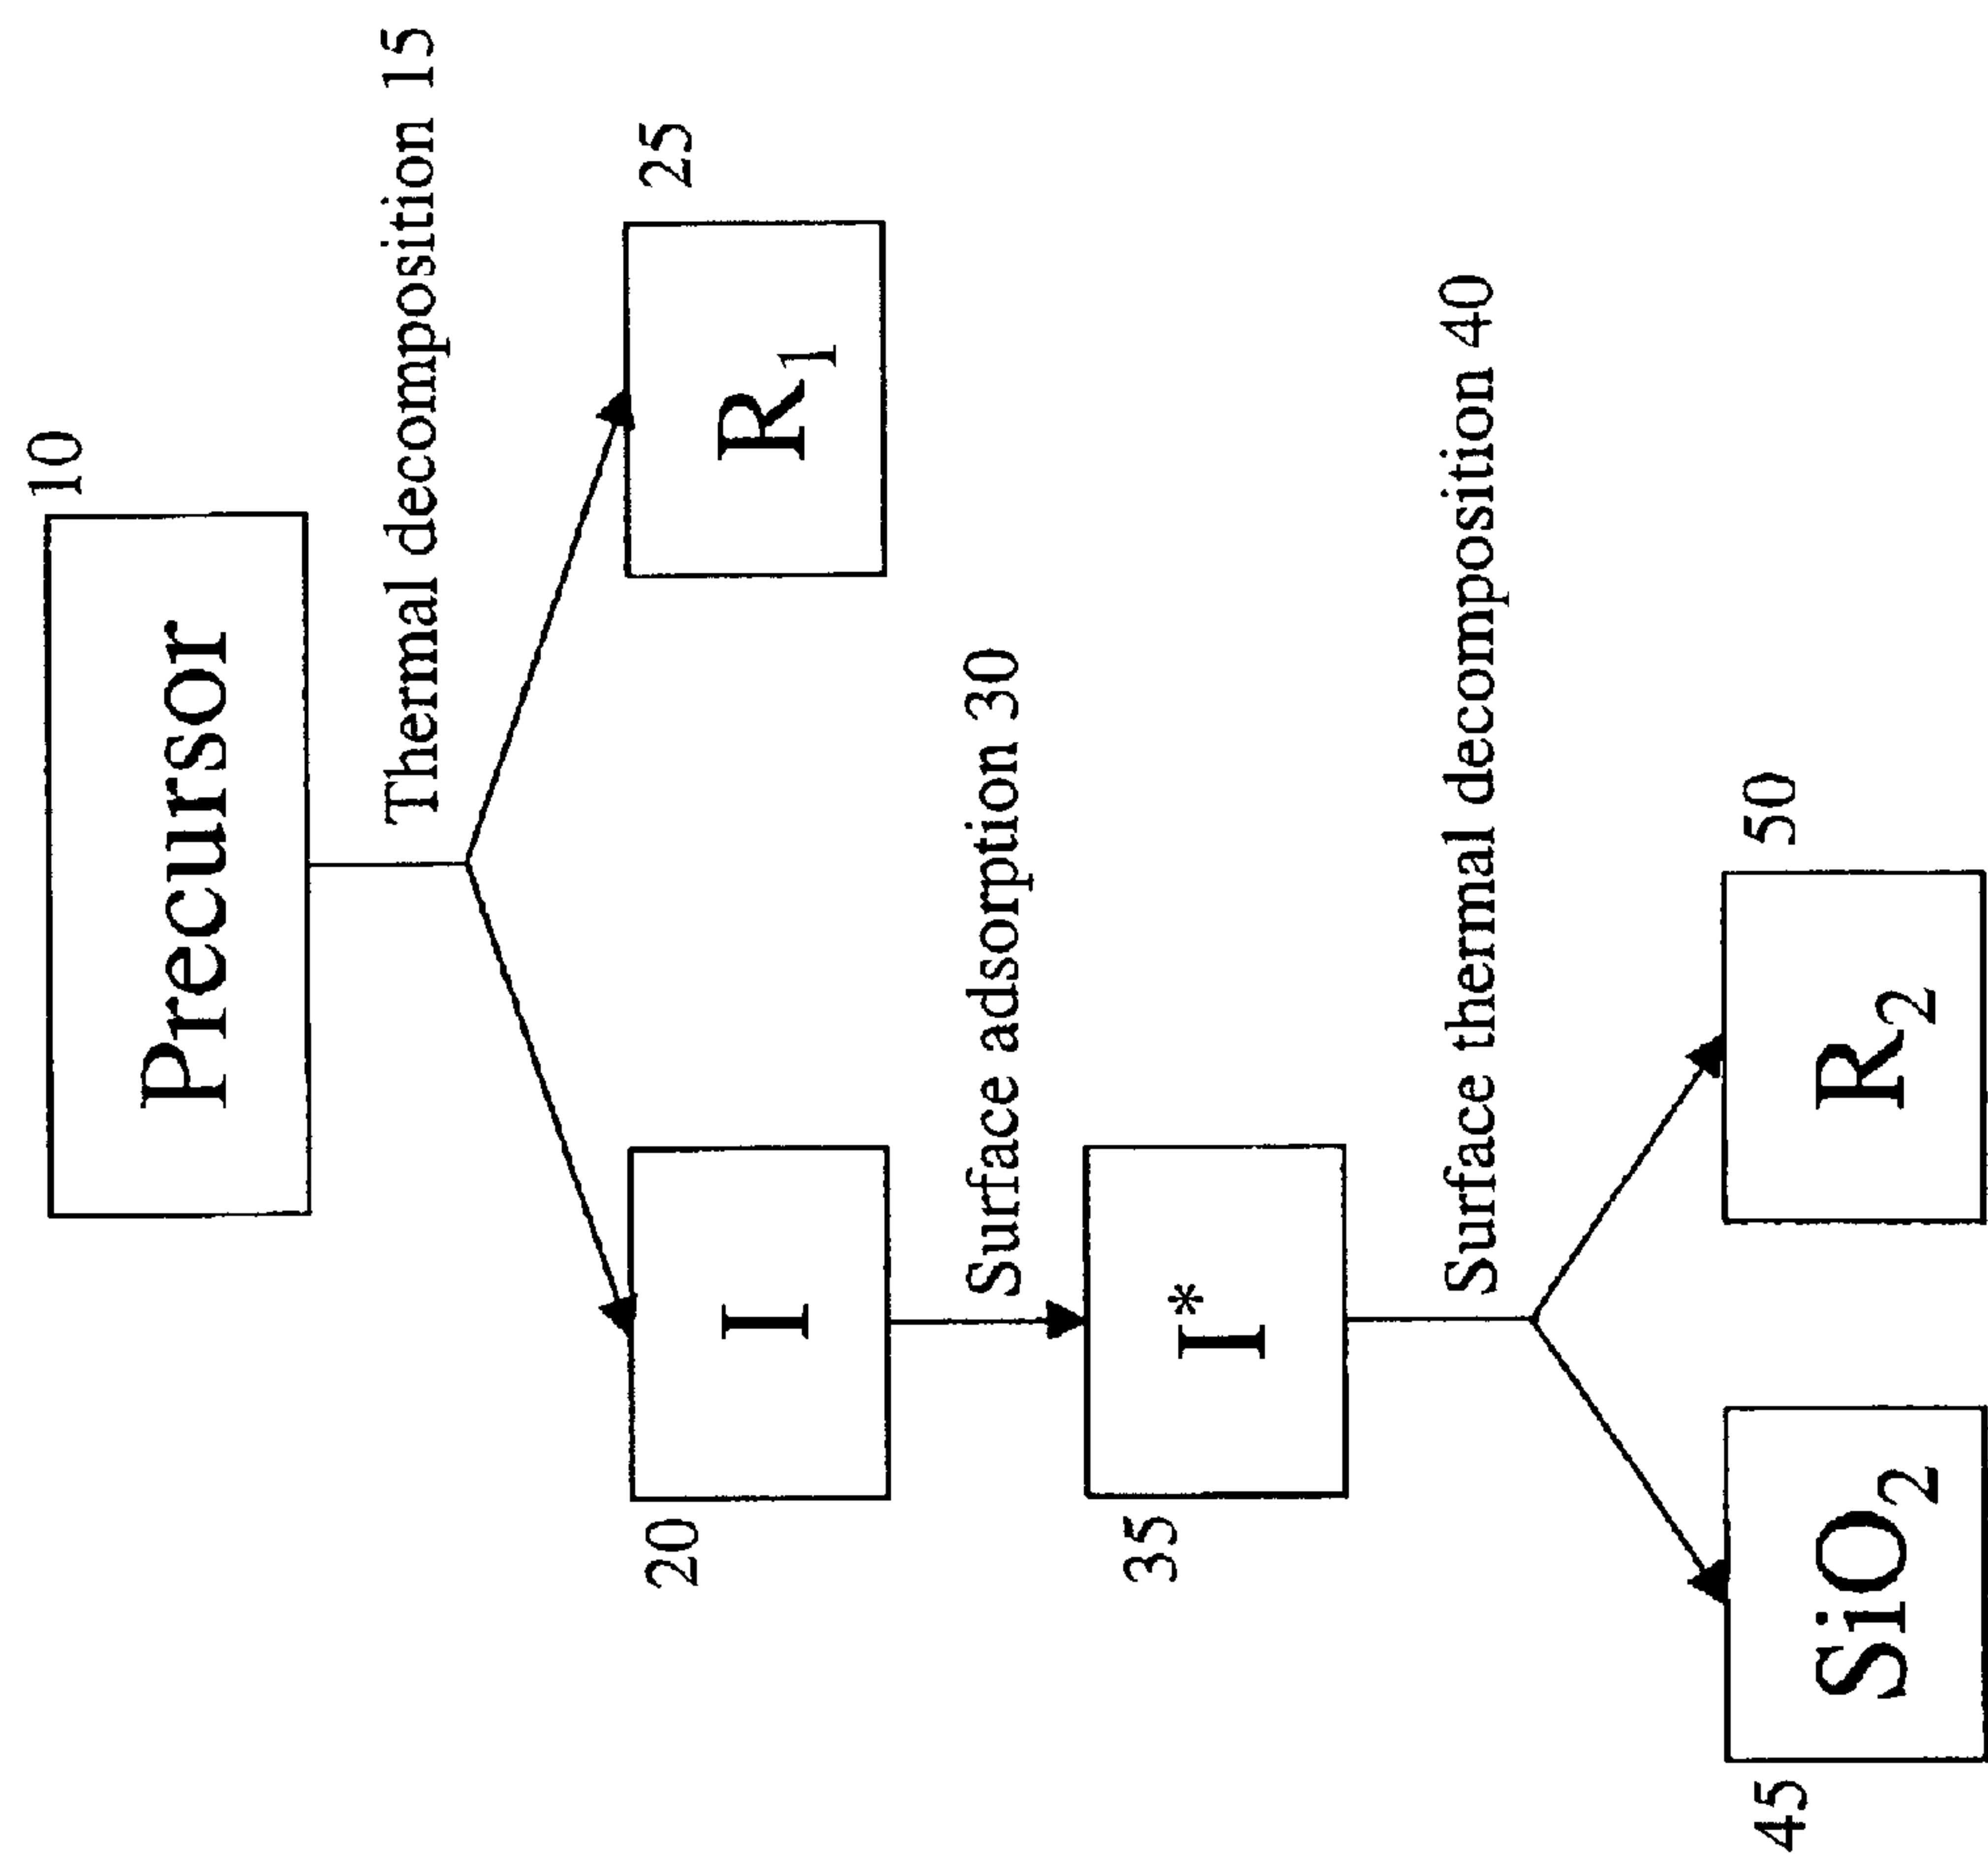 10
Precursor
Thermal decomposition 15
25
R₁
20
I
Surface adsorption 30
35
I*
Surface thermal decomposition 40
50
R₂
45
SiO₂